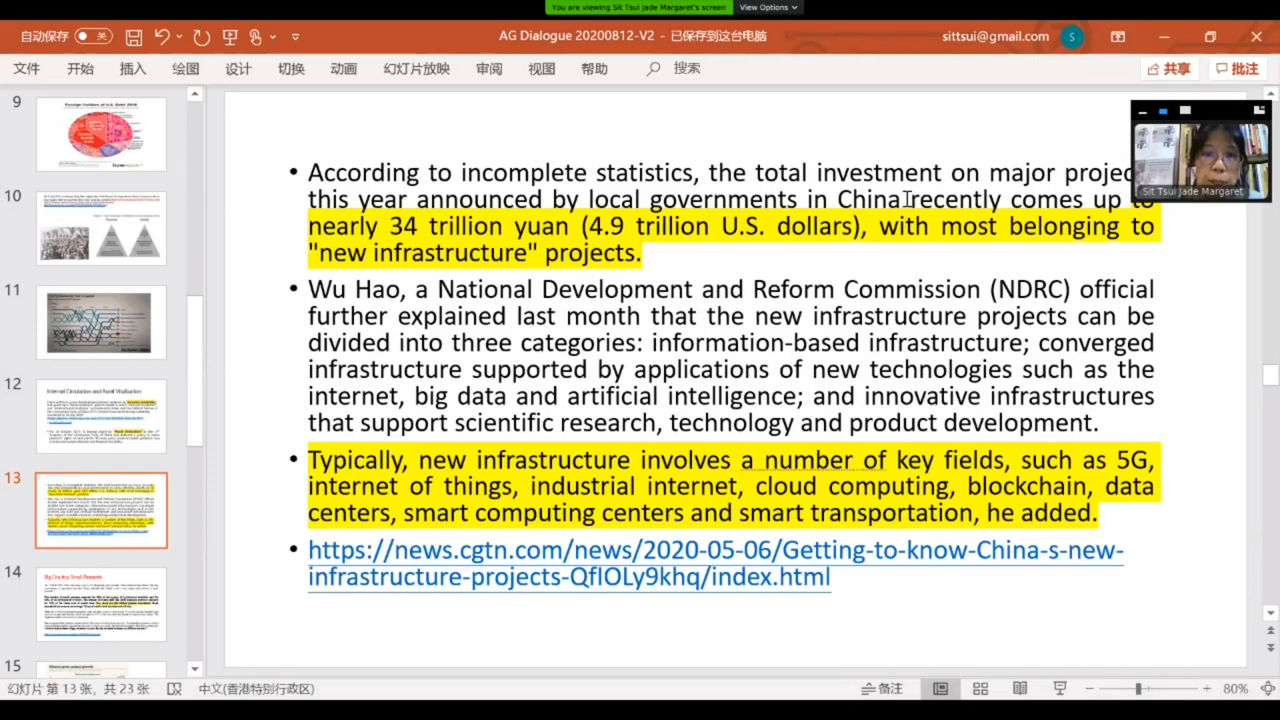 You are viewing Sit Tsui Jade Margaret's screen
View Options
自动保存 关
AG Dialogue 20200812-V2 - 已保存到这台电脑
sittsui@gmail.com
S
文件 开始 插入 绘图 设计 切换 动画 幻灯片放映 审阅 视图 帮助 搜索
共享 批注
9
10
11
12
Internal Circulation and Rural Vitalization
13
14
Big Country, Small Peasants
15
• According to incomplete statistics, the total investment on major
this year announced by local governments in China recently comes up to
nearly 34 trillion yuan (4.9 trillion U.S. dollars), with most belonging to
"new infrastructure" projects.
• Wu Hao, a National Development and Reform Commission (NDRC) official
further explained last month that the new infrastructure projects can be
divided into three categories: information-based infrastructure; converged
infrastructure supported by applications of new technologies such as the
internet, big data and artificial intelligence; and innovative infrastructures
that support scientific research, technology and product development.
• Typically, new infrastructure involves a number of key fields, such as 5G,
internet of things, industrial internet, cloud computing, blockchain, data
centers, smart computing centers and smart transportation, he added.
• https://news.cgtn.com/news/2020-05-06/Getting-to-know-China-s-new-
infrastructure-projects-QfIOLy9khq/index.html
Sit Tsui Jade Margaret
幻灯片 第 13 张，共 23 张 中文(香港特别行政区)
备注
80%